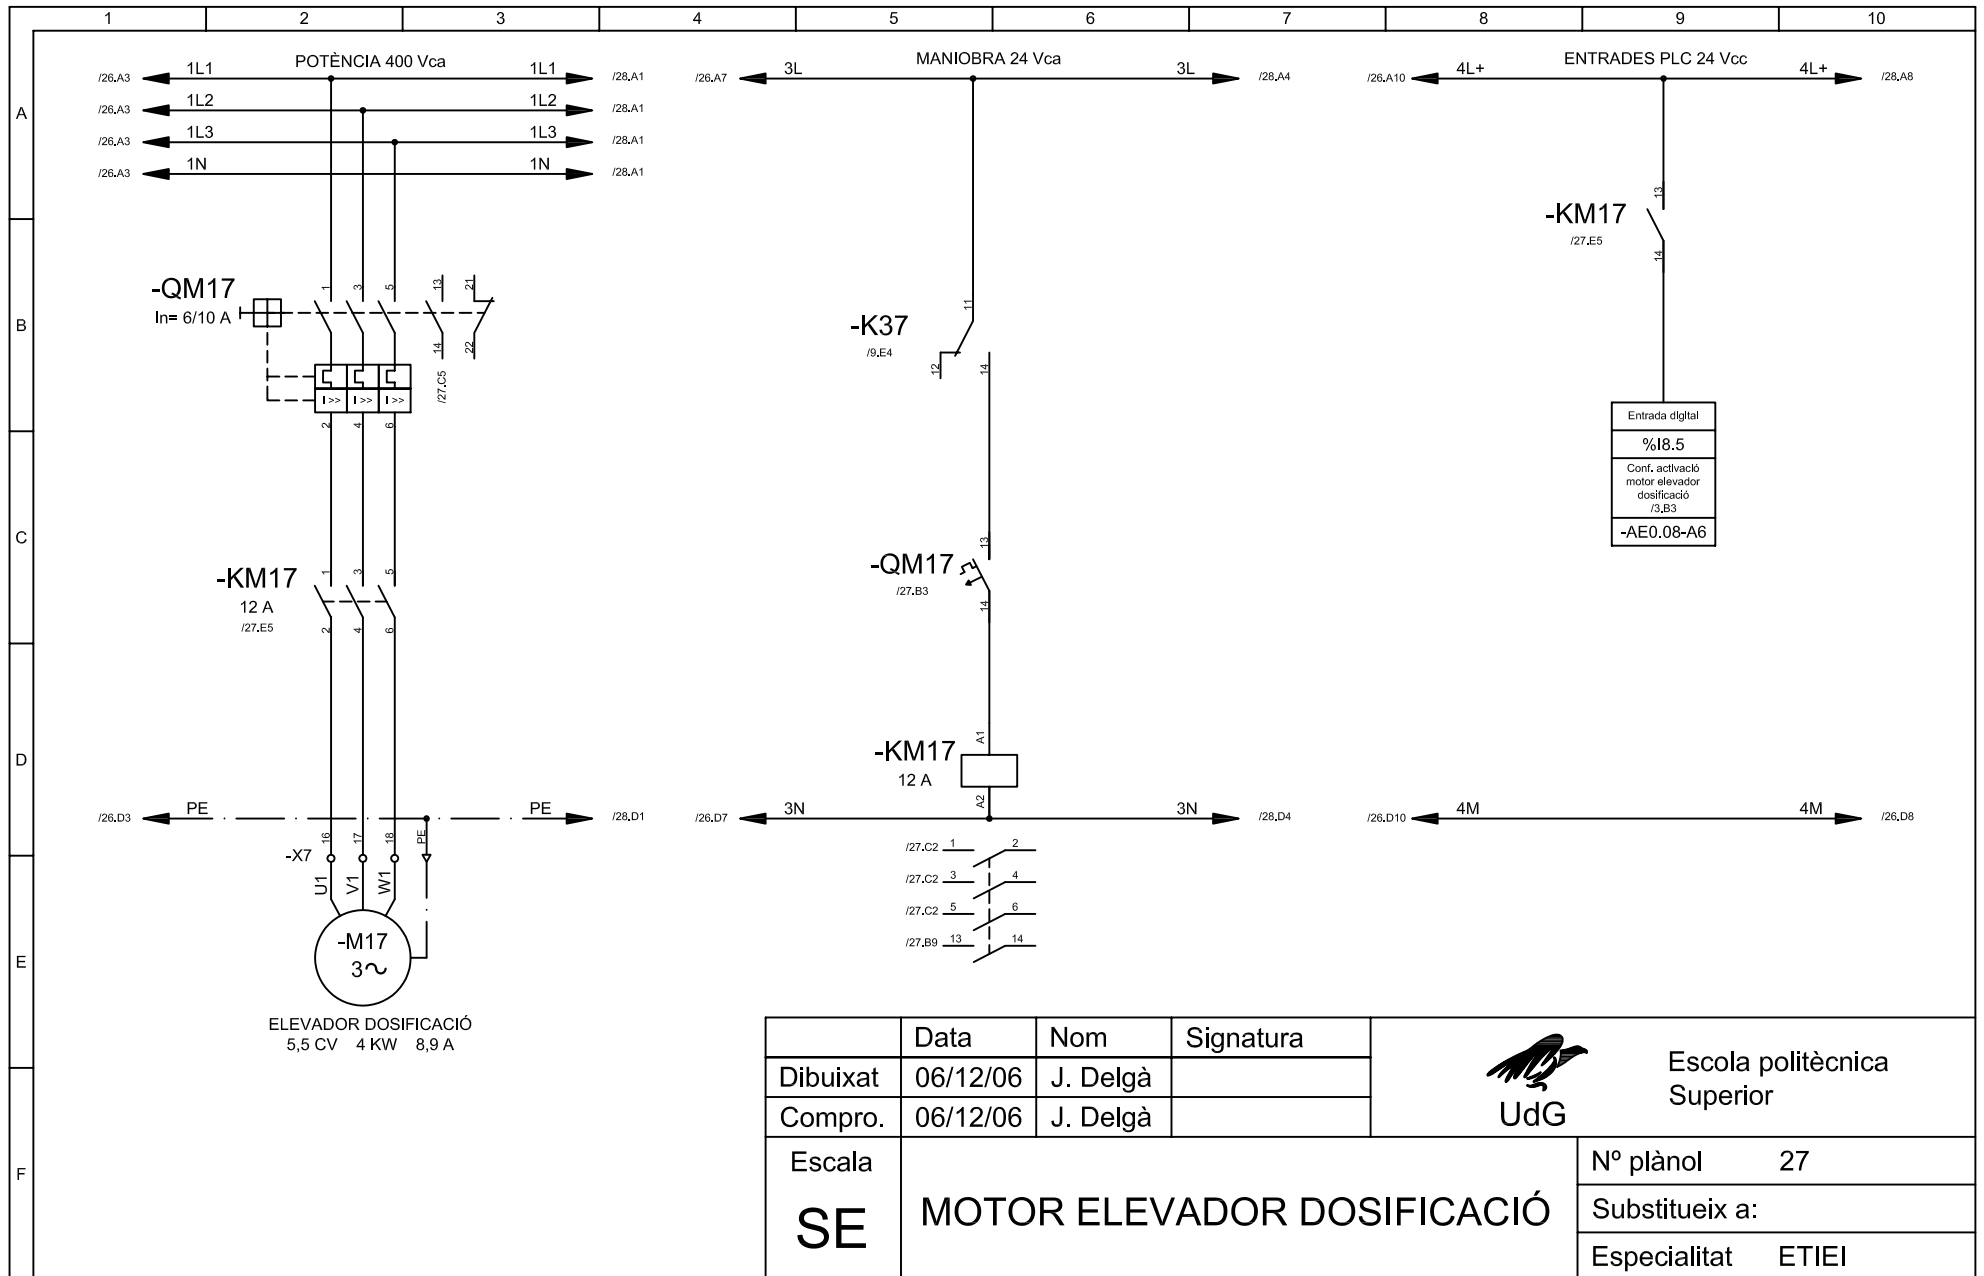 1 2 3 4 5 6 7 8 9 10
A
B
C
D
E
F
POTÈNCIA 400 Vca
/26.A3 1L1 1L1 /28.A1
/26.A3 1L2 1L2 /28.A1
/26.A3 1L3 1L3 /28.A1
/26.A3 1N 1N /28.A1
-QM17
In= 6/10 A
1 3 5 13 21
14 22
/27.C5
I >> I >> I >>
2 4 6
-KM17
12 A
/27.E5
1 3 5
2 4 6
/26.D3 PE PE /28.D1
16 17 18 PE
-X7
U1 V1 W1
-M17
3~
ELEVADOR DOSIFICACIÓ
5,5 CV 4 KW 8,9 A
MANIOBRA 24 Vca
/26.A7 3L 3L /28.A4
-K37
/9.E4
11
12 14
-QM17
/27.B3
13
14
-KM17
12 A
A1
A2
/26.D7 3N 3N /28.D4
/27.C2 1 2
/27.C2 3 4
/27.C2 5 6
/27.B9 13 14
ENTRADES PLC 24 Vcc
/26.A10 4L+ 4L+ /28.A8
-KM17
/27.E5
13
14
Entrada digital
%I8.5
Conf. activació
motor elevador
dosificació
/3.B3
-AE0.08-A6
/26.D10 4M 4M /26.D8
Data Nom Signatura
Dibuixat 06/12/06 J. Delgà
Compro. 06/12/06 J. Delgà
UdG
Escola politècnica
Superior
Escala
SE
MOTOR ELEVADOR DOSIFICACIÓ
Nº plànol 27
Substitueix a:
Especialitat ETIEI